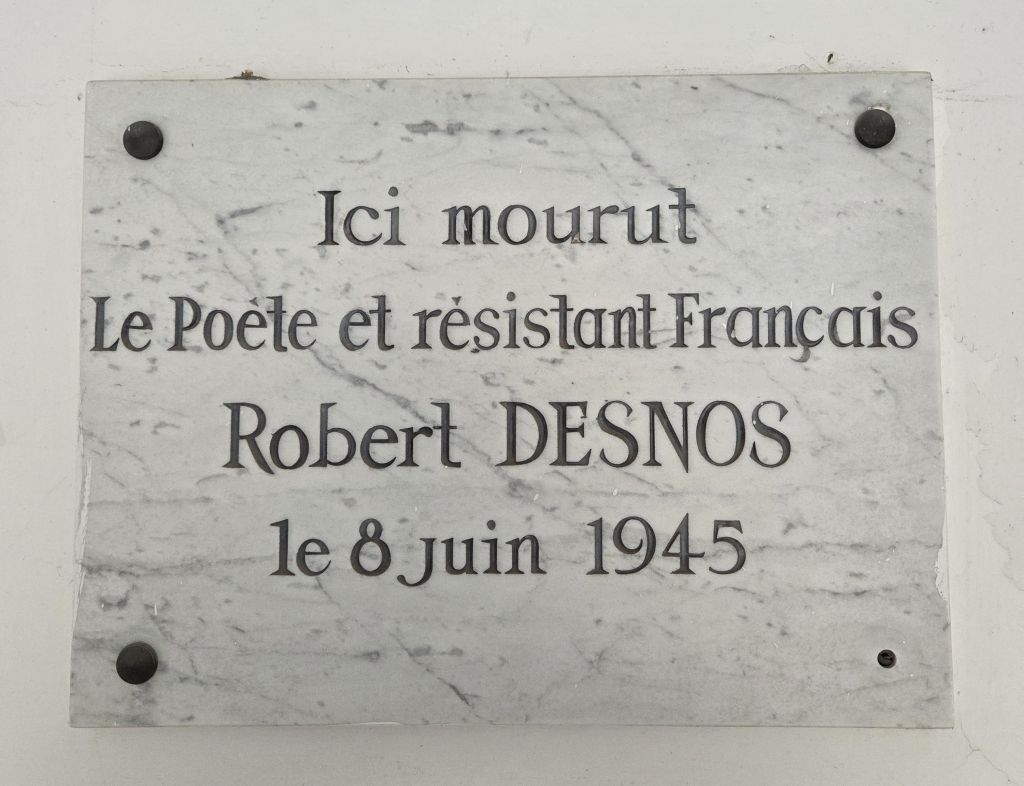 Ici mourut
Le Poète et résistant Français
Robert DESNOS
le 8 juin 1945